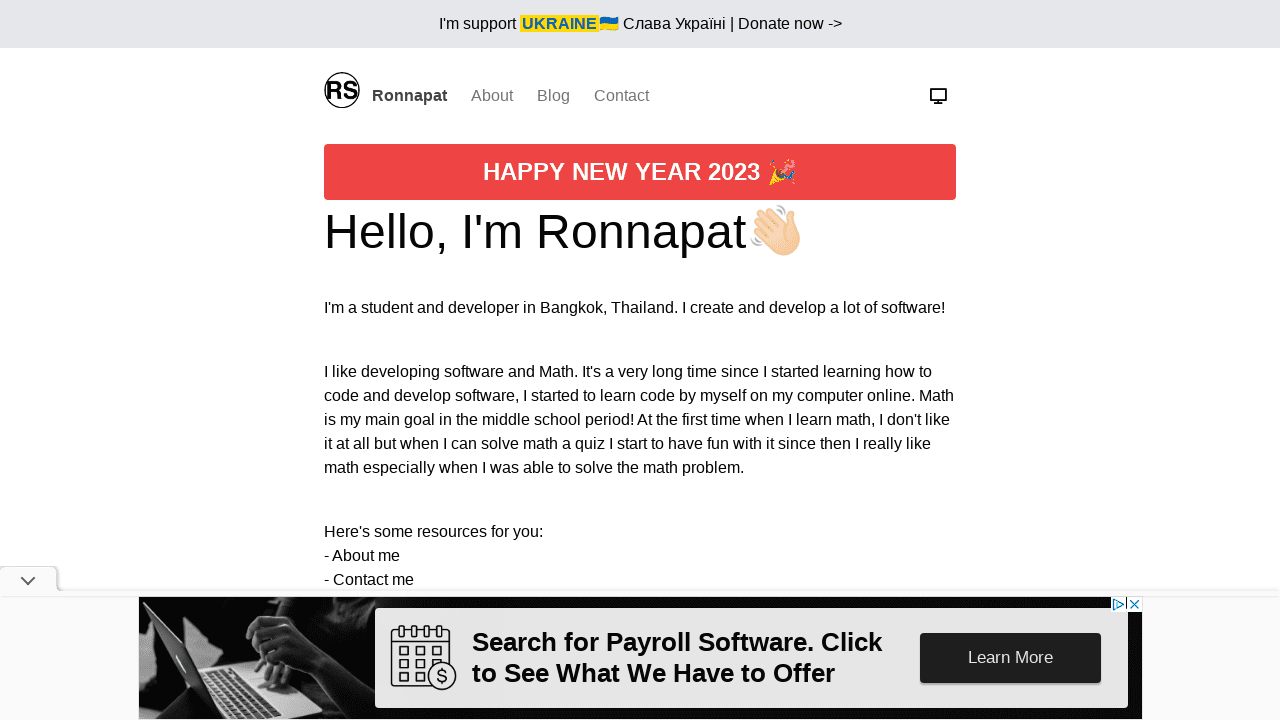 I'm support UKRAINE🇺🇦 Слава Україні | Donate now ->
RS Ronnapat About Blog Contact
HAPPY NEW YEAR 2023 🎉
Hello, I'm Ronnapat👋🏻
I'm a student and developer in Bangkok, Thailand. I create and develop a lot of software!
I like developing software and Math. It's a very long time since I started learning how to
code and develop software, I started to learn code by myself on my computer online. Math
is my main goal in the middle school period! At the first time when I learn math, I don't like
it at all but when I can solve math a quiz I start to have fun with it since then I really like
math especially when I was able to solve the math problem.
Here's some resources for you:
- About me
- Contact me
Search for Payroll Software. Click
to See What We Have to Offer
Learn More